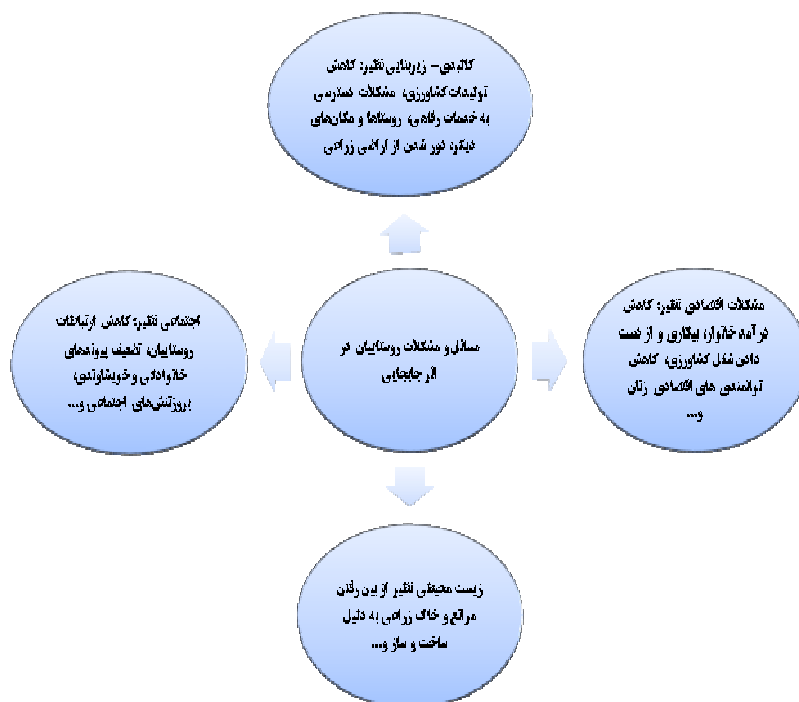 کالبدی- زیربنایی نظیر: کاهش
تولیدات کشاورزی، مشکلات دسترسی
به خدمات رفاهی، روستاها و مکان‌های
دیگر، دور شدن از اراضی زراعی
مشکلات اقتصادی نظیر: کاهش
درآمد خانوار، بیکاری و از دست
دادن شغل کشاورزی، کاهش
توانمندی های اقتصادی زنان
و...
مسائل و مشکلات روستاییان در
اثر جابجایی
اجتماعی نظیر: کاهش ارتباطات
روستاییان، تضعیف پیوندهای
خانوادگی و خویشاوندی،
بروز تنش‌های اجتماعی و...
زیست محیطی نظیر از بین رفتن
مراتع و خاک زراعی به دلیل
ساخت و ساز و...